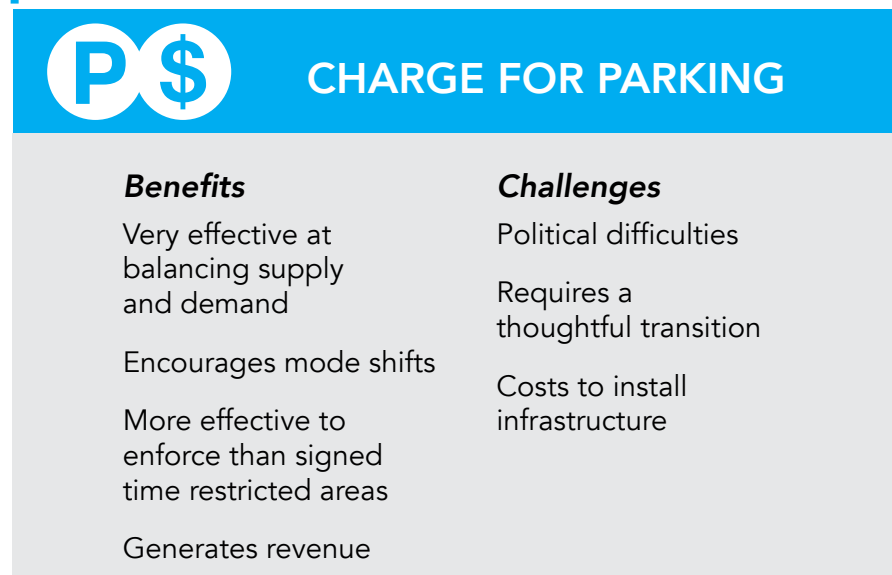 P$
CHARGE FOR PARKING
Benefits
Very effective at
balancing supply
and demand
Encourages mode shifts
More effective to
enforce than signed
time restricted areas
Generates revenue
Challenges
Political difficulties
Requires a
thoughtful transition
Costs to install
infrastructure